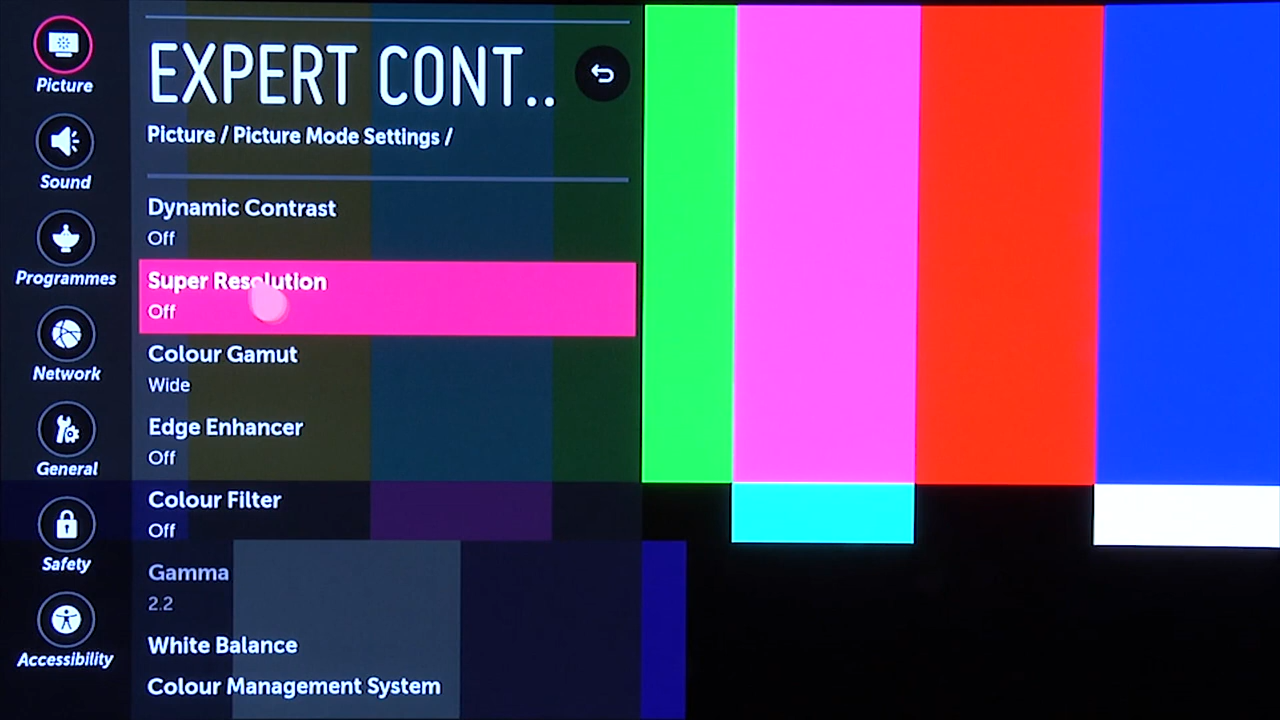 Picture
Sound
Programmes
Network
General
Safety
Accessibility
EXPERT CONT..
Picture / Picture Mode Settings /
Dynamic Contrast
Off
Super Resolution
Off
Colour Gamut
Wide
Edge Enhancer
Off
Colour Filter
Off
Gamma
2.2
White Balance
Colour Management System